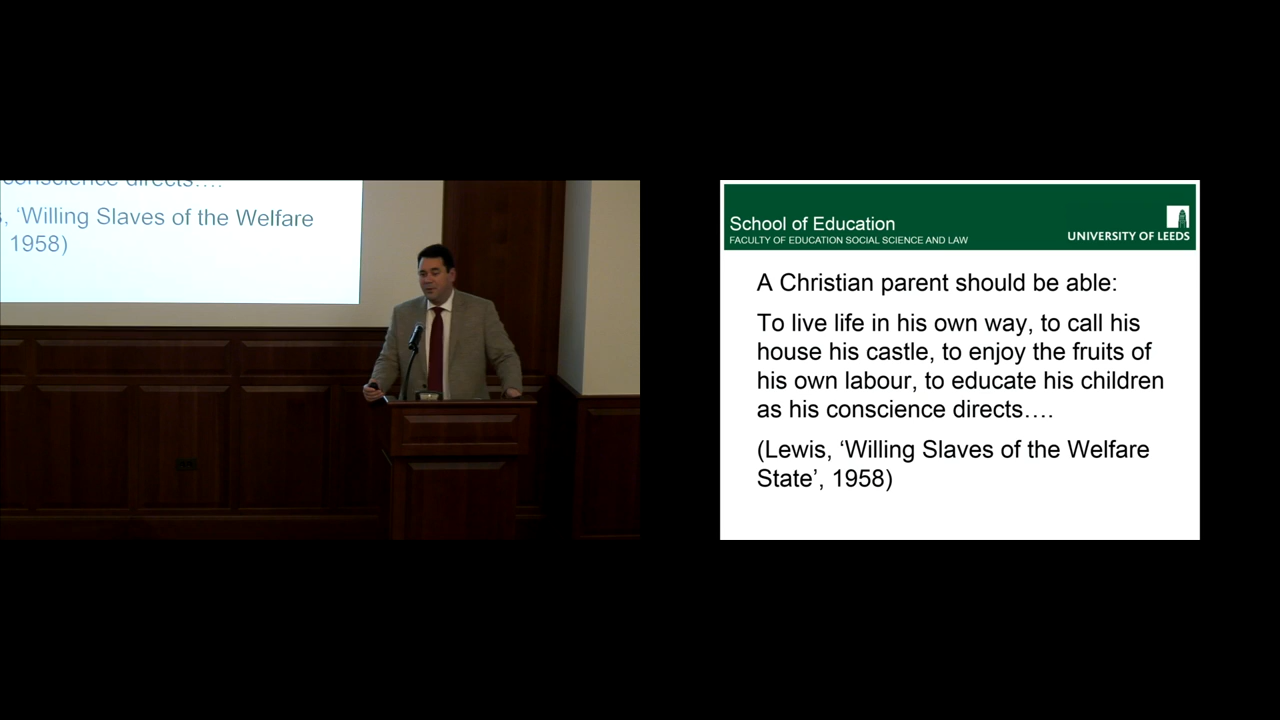 conscience directs….
s, ‘Willing Slaves of the Welfare
1958)
School of Education
FACULTY OF EDUCATION SOCIAL SCIENCE AND LAW
UNIVERSITY OF LEEDS
A Christian parent should be able:
To live life in his own way, to call his
house his castle, to enjoy the fruits of
his own labour, to educate his children
as his conscience directs….
(Lewis, ‘Willing Slaves of the Welfare
State’, 1958)